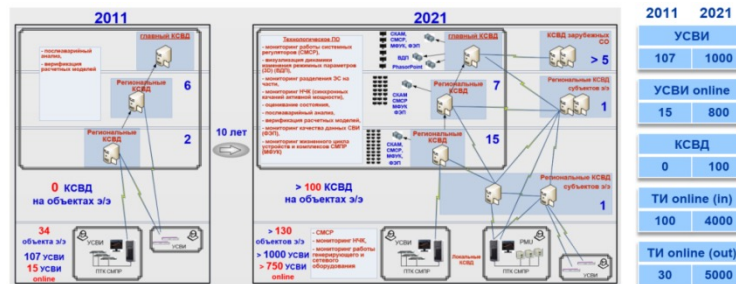 2011
главный КСВД
- послеаварийный анализ,
- верификация расчетных моделей
Региональные КСВД
6
Региональные КСВД
2
0 КСВД
на объектах э/э
34
объекта э/э
107 УСВИ
15 УСВИ
online
УСВИ
ПТК СМПР
УСВИ
10 лет
2021
Технологическое ПО
- мониторинг работы системных
регуляторов (СМСР),
- визуализация динамики
изменения режимных параметров
(3D) (ВДП),
- мониторинг разделения ЭС на
части,
- мониторинг НЧК (синхронных
качаний активной мощности),
- оценивание состояния,
- послеаварийный анализ,
- верификация расчетных моделей,
- мониторинг качества данных СВИ
(ФЭП),
- мониторинг жизненного цикла
устройств и комплексов СМПР
(МФУК)
СКАМ,
СМСР,
МФУК, ФЭП
ВДП
PhasorPoint
главный КСВД
КСВД зарубежных
СО
> 5
СКАМ
СМСР
МФУК
ФЭП
Региональные
КСВД
7
Региональные КСВД
субъектов э/э
1
СКАМ,
СМСР,
МФУК,
ФЭП
Региональные
КСВД
15
Региональные КСВД
субъектов э/э
1
> 100 КСВД
на объектах э/э
> 130
объектов э/э
> 1000 УСВИ
> 750 УСВИ
online
- СМСР
- мониторинг НЧК,
- мониторинг работы
генерирующего и
сетевого
оборудования
УСВИ
ПТК СМПР
Локальные
КСВД
PMU
ПТК СМПР
УСВИ
2011 2021
УСВИ
107 1000
УСВИ online
15 800
КСВД
0 100
ТИ online (in)
100 4000
ТИ online (out)
30 5000